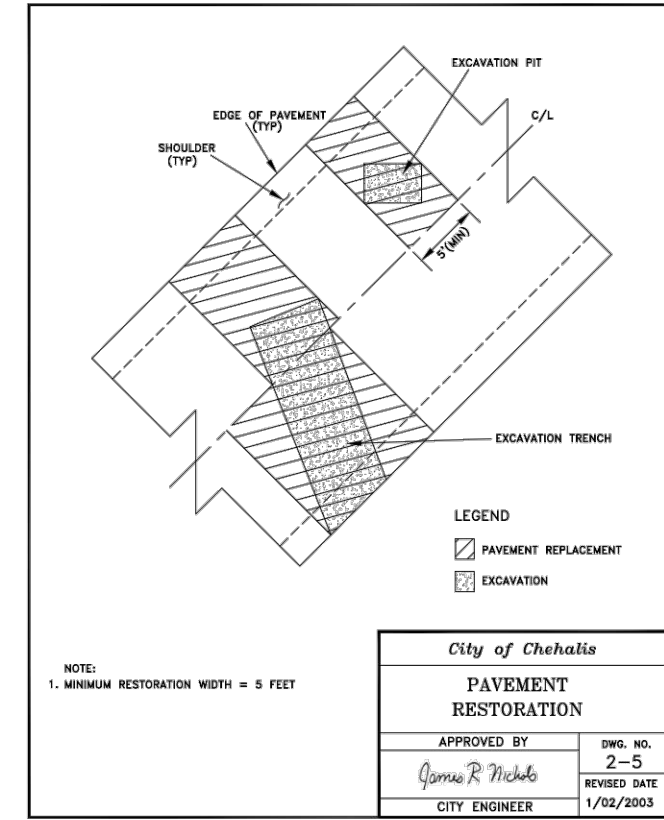 EXCAVATION PIT
C/L
EDGE OF PAVEMENT
(TYP)
SHOULDER
(TYP)
5'(MIN)
EXCAVATION TRENCH
LEGEND
PAVEMENT REPLACEMENT
EXCAVATION
NOTE:
1. MINIMUM RESTORATION WIDTH = 5 FEET
City of Chehalis
PAVEMENT
RESTORATION
APPROVED BY
James R Nichols
CITY ENGINEER
DWG. NO.
2-5
REVISED DATE
1/02/2003